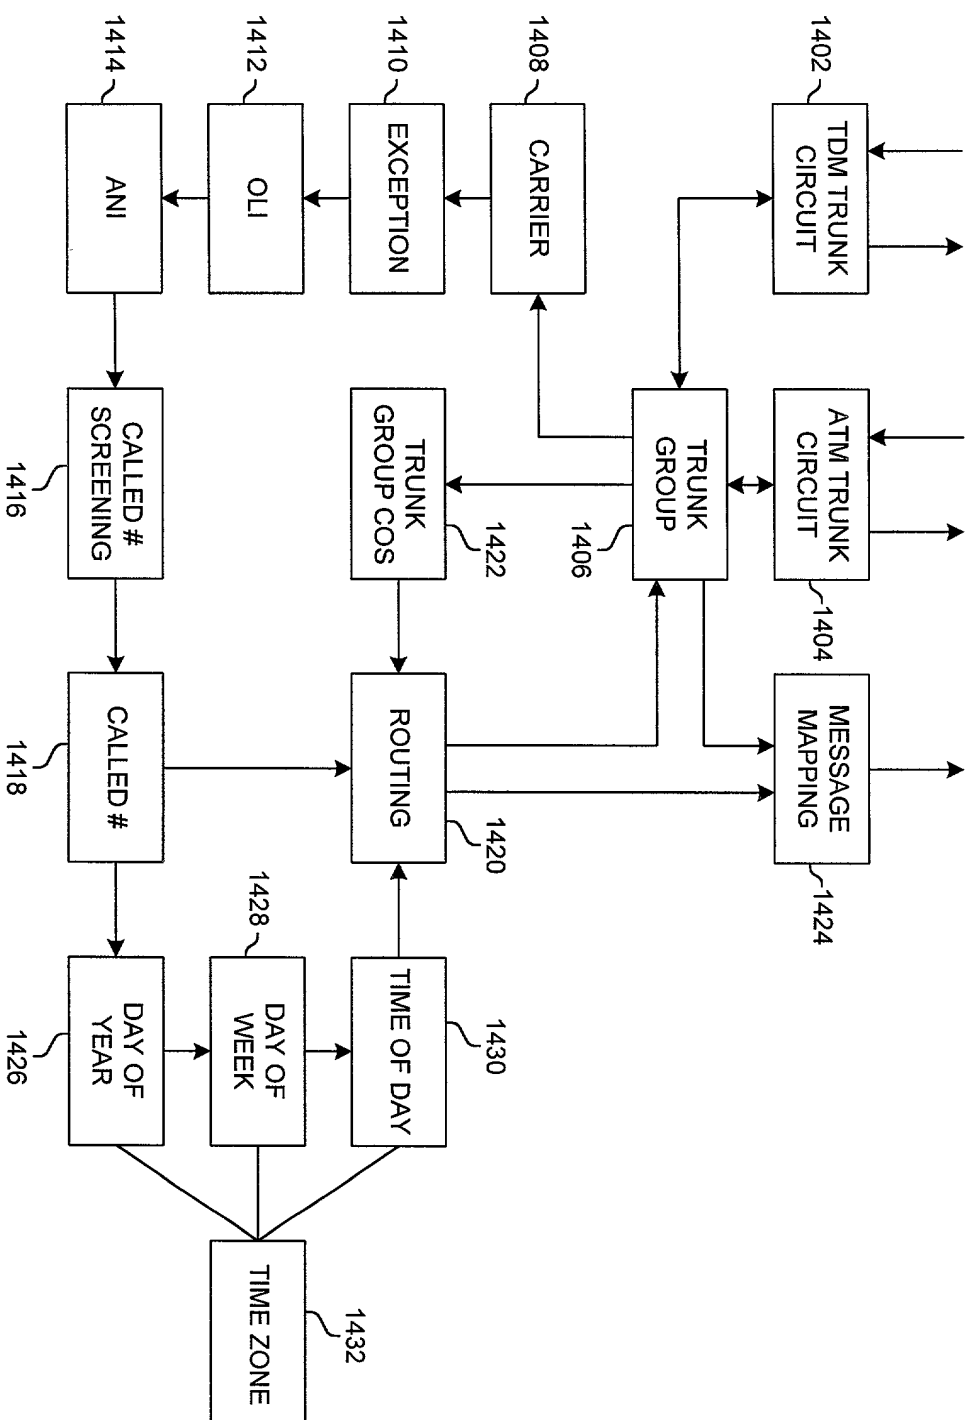 1402
TDM TRUNK
CIRCUIT
ATM TRUNK
CIRCUIT
1404
MESSAGE
MAPPING
1424
TRUNK
GROUP
1406
1408
CARRIER
1410
EXCEPTION
TRUNK
GROUP COS
1422
ROUTING
1420
TIME OF DAY
1430
1412
OLI
1428
DAY OF
WEEK
TIME ZONE
1432
1414
ANI
CALLED #
SCREENING
1416
CALLED #
1418
DAY OF
YEAR
1426